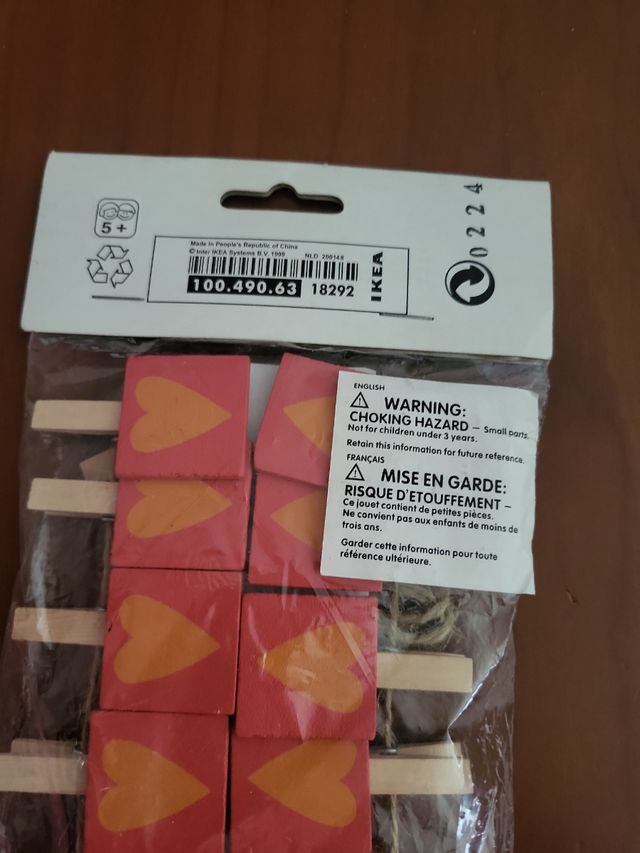 0224
5+
Made in People's Republic of China
© Inter IKEA Systems B.V. 1999 NLD 200148
100.490.63 18292
IKEA
ENGLISH
WARNING:
CHOKING HAZARD – Small parts.
Not for children under 3 years.
Retain this information for future reference.
FRANÇAIS
MISE EN GARDE:
RISQUE D'ETOUFFEMENT –
Ce jouet contient de petites pièces.
Ne convient pas aux enfants de moins de
trois ans.
Garder cette information pour toute
référence ultérieure.